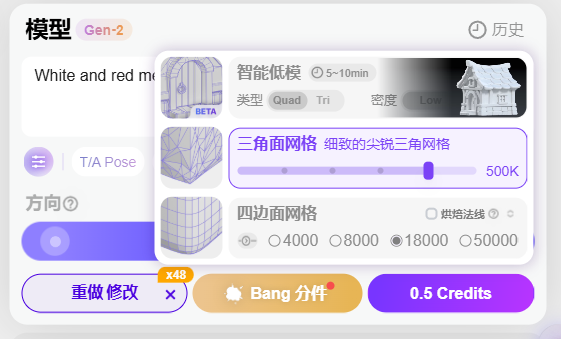 模型 Gen-2
历史
White and red me
智能低模 5~10min
类型 Quad Tri 密度 Low
BETA
三角面网格 细致的尖锐三角网格
500K
T/A Pose
方向?
四边面网格 烘焙法线 ?
4000 8000 18000 50000
x48
重做 修改 ×
Bang 分件
0.5 Credits